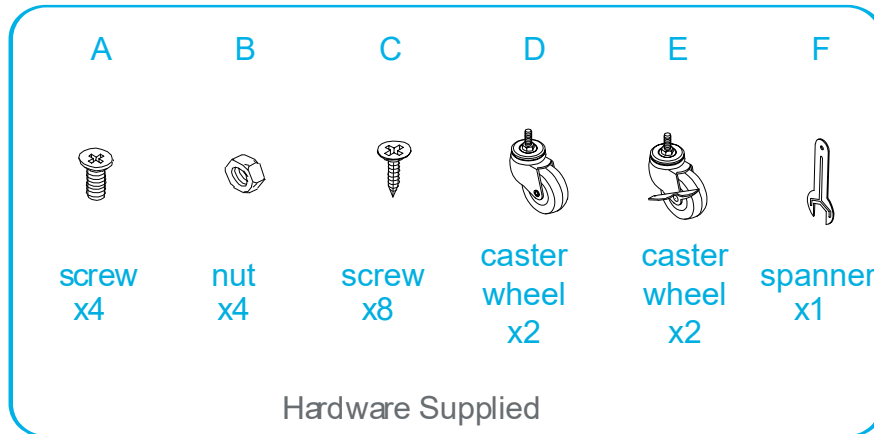 A B C D E F
screw x4
nut x4
screw x8
caster wheel x2
caster wheel x2
spanner x1
Hardware Supplied